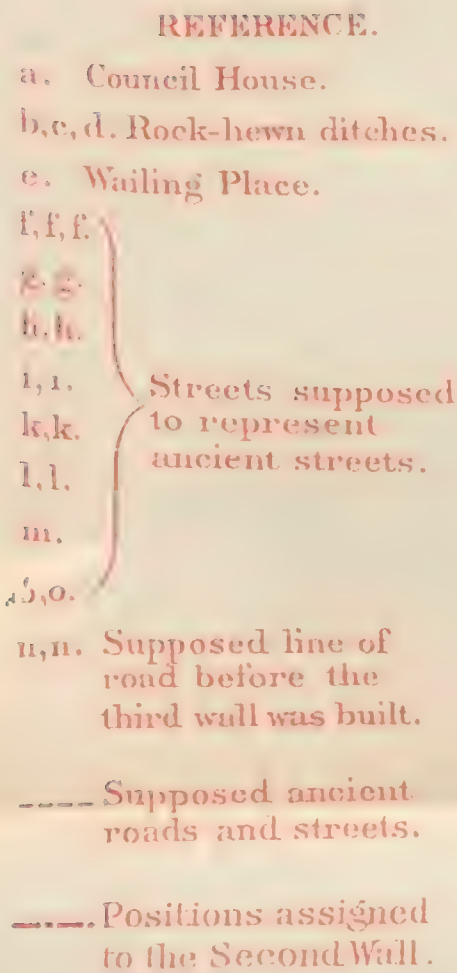 REFERENCE.
a. Council House.
b,c,d. Rock-hewn ditches.
e. Wailing Place.
f,f,f.
g.g.
h.h.
i,i.
k,k.
l,l.
m.
o.
Streets supposed
to represent
ancient streets.
n,n. Supposed line of
road before the
third wall was built.
Supposed ancient
roads and streets.
Positions assigned
to the Second Wall.